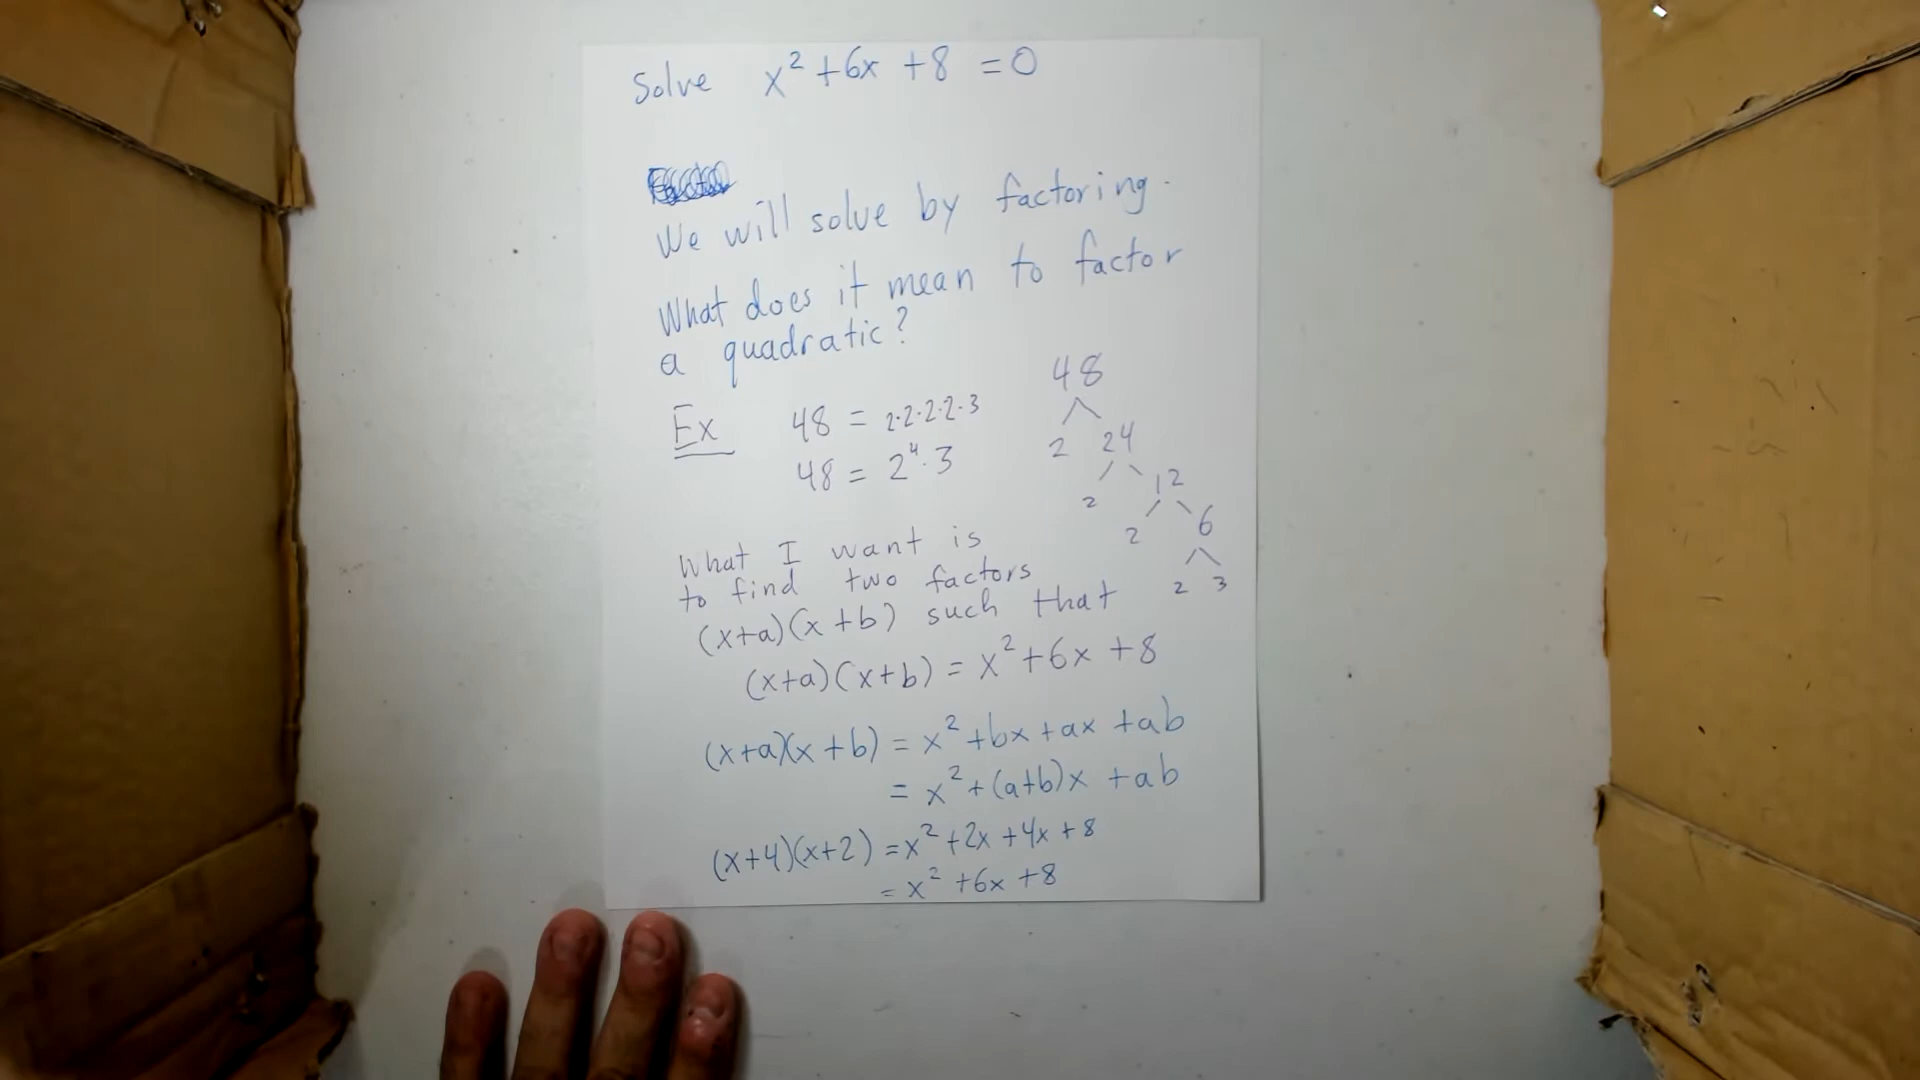 Solve x² + 6x + 8 = 0
We will solve by factoring.
What does it mean to factor
a quadratic?
Ex 48 = 2·2·2·2·3
48 = 2⁴·3
48
2 24
2 12
2 6
2 3
What I want is
to find two factors
(x+a)(x+b) such that
(x+a)(x+b) = x² + 6x + 8
(x+a)(x+b) = x² + bx + ax + ab
= x² + (a+b)x + ab
(x+4)(x+2) = x² + 2x + 4x + 8
= x² + 6x + 8